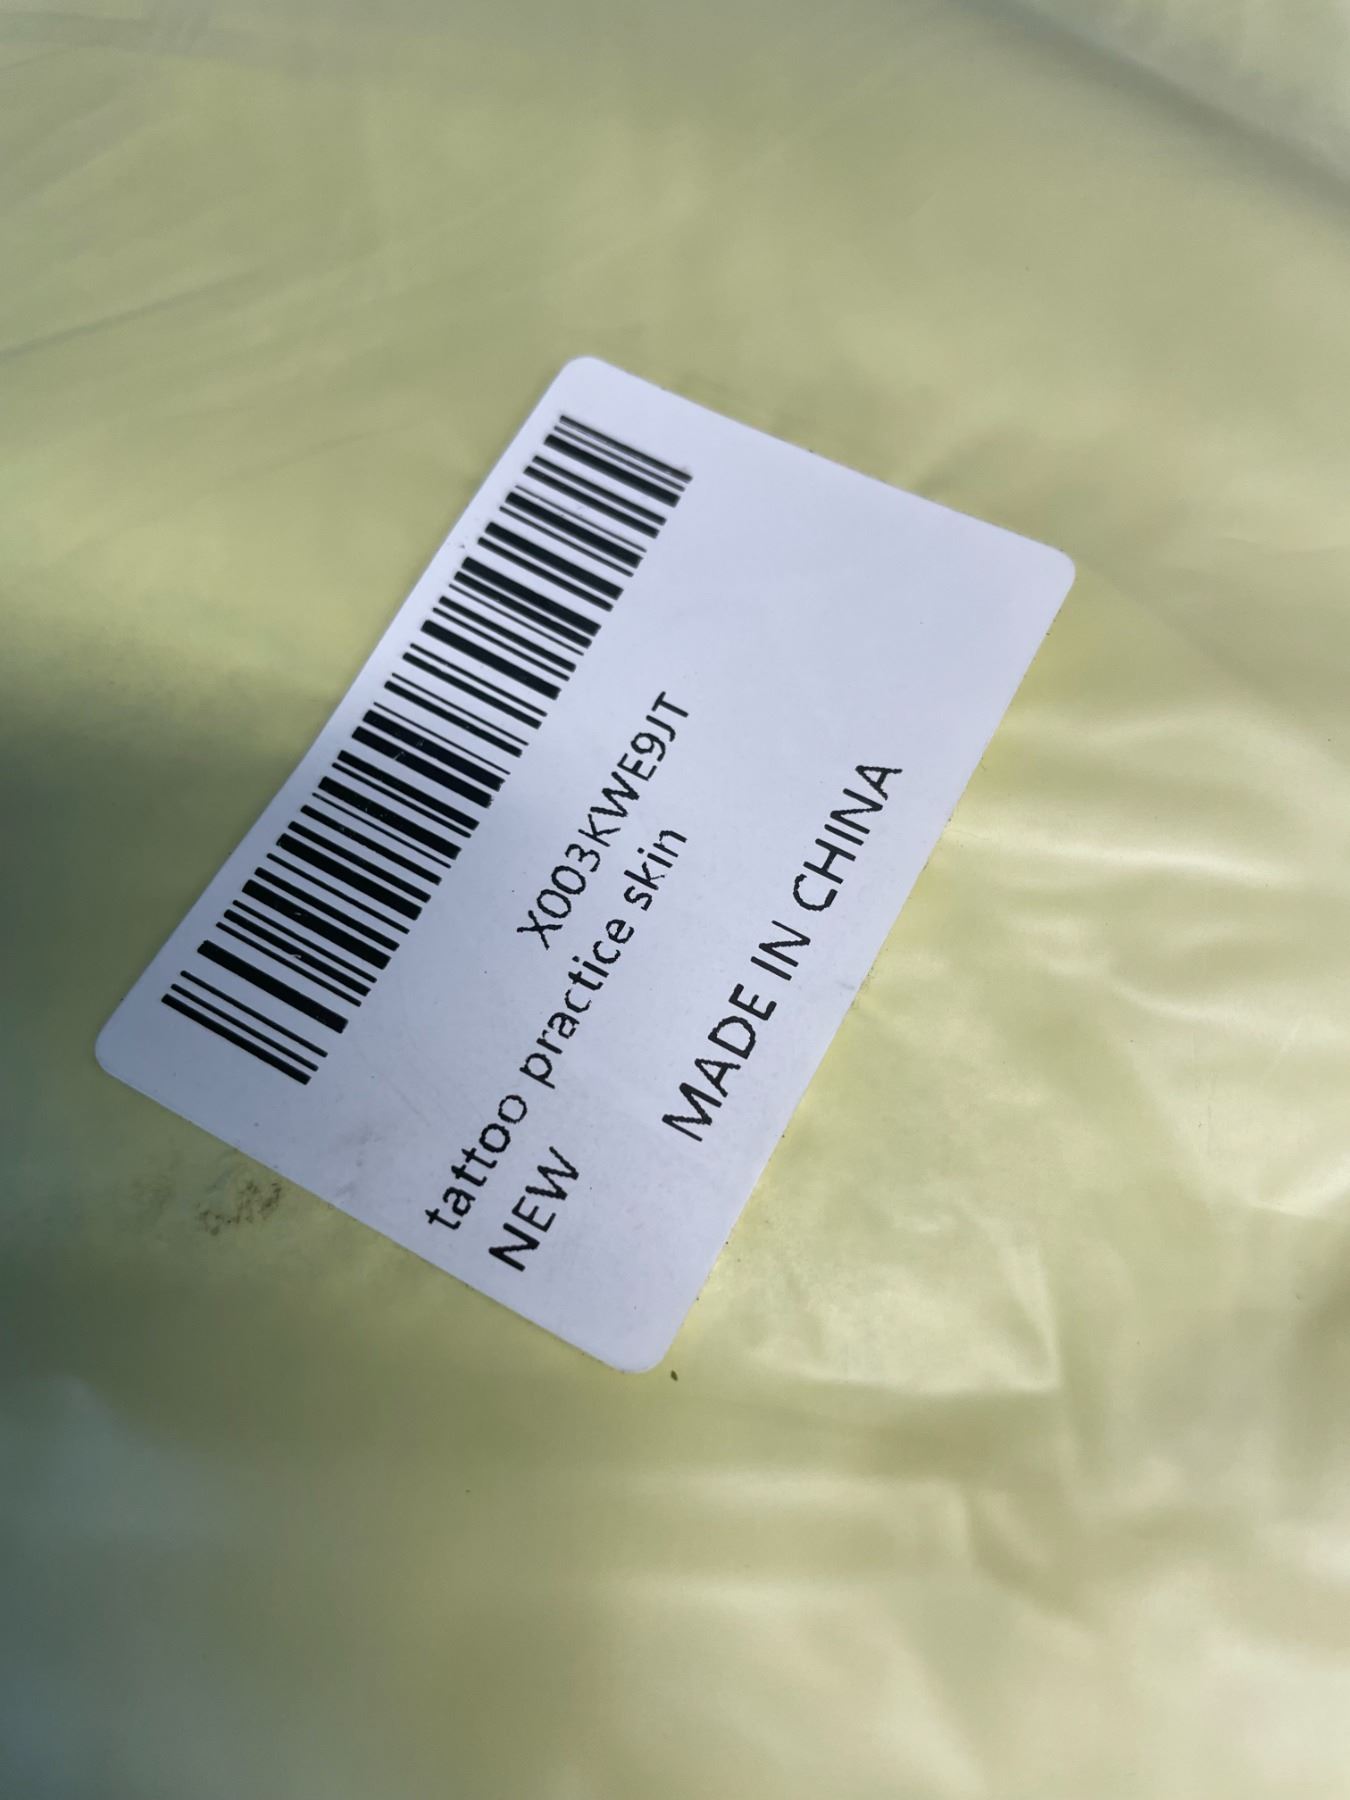 X003KWE9JT
tattoo practice skin
NEW
MADE IN CHINA